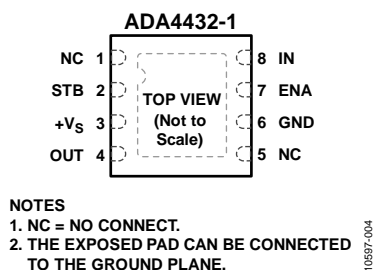 ADA4432-1
NC 1
STB 2
+VS 3
OUT 4
TOP VIEW
(Not to
Scale)
8 IN
7 ENA
6 GND
5 NC
NOTES
1. NC = NO CONNECT.
2. THE EXPOSED PAD CAN BE CONNECTED
TO THE GROUND PLANE.
10597-004